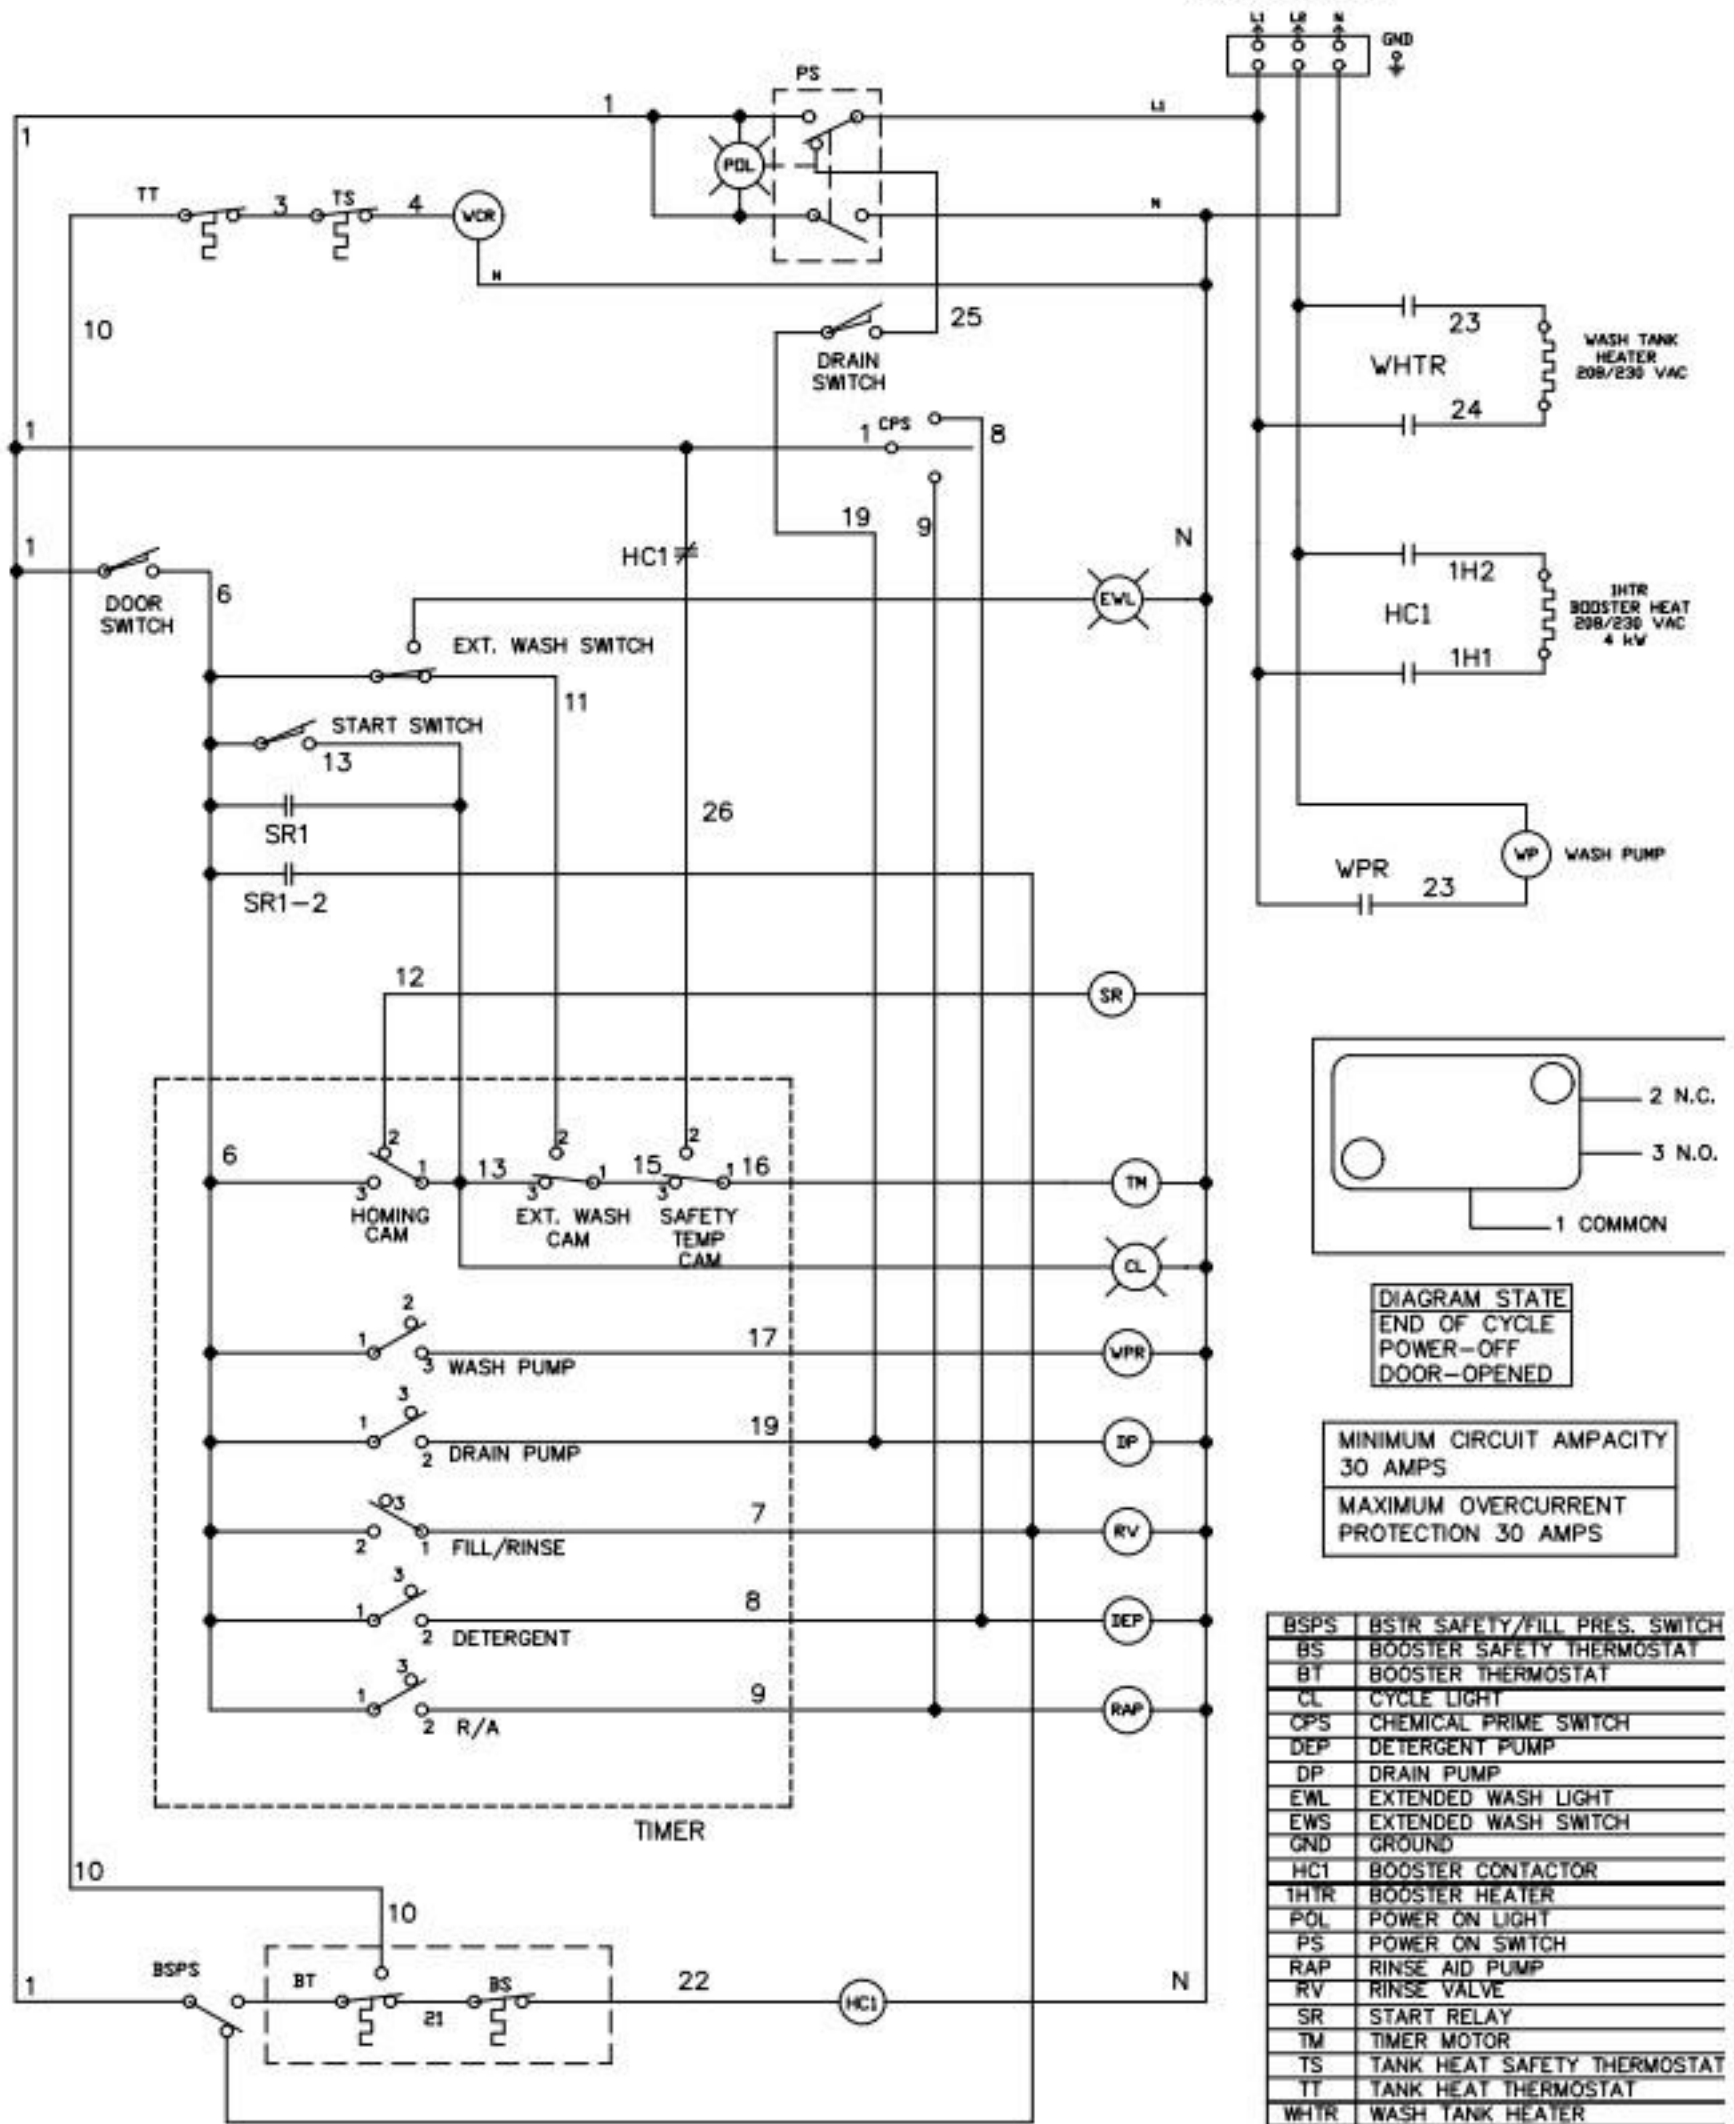 L1 L2 N
GND
PS
1
L1
1
POL
TT
3
TS
4
WCR
N
N
10
25
DRAIN
SWITCH
23
WHTR
24
WASH TANK
HEATER
208/230 VAC
1
1
CPS
8
19
9
N
1
HC1
6
DOOR
SWITCH
EWL
1H2
HC1
1H1
1HTR
BOOSTER HEAT
208/230 VAC
4 kW
EXT. WASH SWITCH
11
START SWITCH
13
SR1
26
SR1-2
WPR
23
WP
WASH PUMP
12
SR
2 N.C.
3 N.O.
1 COMMON
6
2
3
1
HOMING
CAM
13
2
3
1
EXT. WASH
CAM
15
2
3
1
SAFETY
TEMP
CAM
16
TM
CL
2
1
3
WASH PUMP
17
WPR
3
1
2
DRAIN PUMP
19
DP
3
2
1
FILL/RINSE
7
RV
3
1
2
DETERGENT
8
DEP
3
1
2
R/A
9
RAP
TIMER
DIAGRAM STATE
END OF CYCLE
POWER-OFF
DOOR-OPENED
MINIMUM CIRCUIT AMPACITY
30 AMPS
MAXIMUM OVERCURRENT
PROTECTION 30 AMPS
10
10
1
BSPS
BT
21
BS
22
HC1
N
BSPS BSTR SAFETY/FILL PRES. SWITCH
BS BOOSTER SAFETY THERMOSTAT
BT BOOSTER THERMOSTAT
CL CYCLE LIGHT
CPS CHEMICAL PRIME SWITCH
DEP DETERGENT PUMP
DP DRAIN PUMP
EWL EXTENDED WASH LIGHT
EWS EXTENDED WASH SWITCH
GND GROUND
HC1 BOOSTER CONTACTOR
1HTR BOOSTER HEATER
POL POWER ON LIGHT
PS POWER ON SWITCH
RAP RINSE AID PUMP
RV RINSE VALVE
SR START RELAY
TM TIMER MOTOR
TS TANK HEAT SAFETY THERMOSTAT
TT TANK HEAT THERMOSTAT
WHTR WASH TANK HEATER